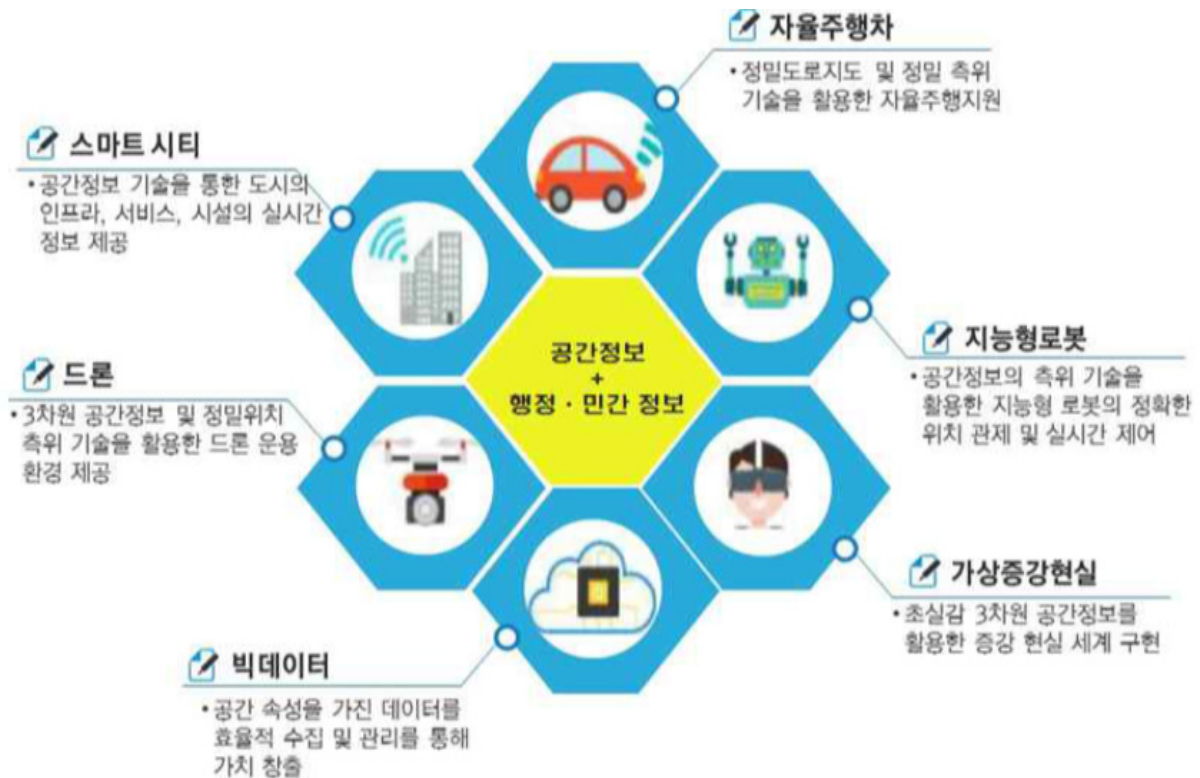 자율주행차
• 정밀도로지도 및 정밀 측위
기술을 활용한 자율주행지원
스마트 시티
• 공간정보 기술을 통한 도시의
인프라, 서비스, 시설의 실시간
정보 제공
공간정보
+
행정 · 민간 정보
지능형로봇
• 공간정보의 측위 기술을
활용한 지능형 로봇의 정확한
위치 관제 및 실시간 제어
드론
• 3차원 공간정보 및 정밀위치
측위 기술을 활용한 드론 운용
환경 제공
가상증강현실
• 초실감 3차원 공간정보를
활용한 증강 현실 세계 구현
빅데이터
• 공간 속성을 가진 데이터를
효율적 수집 및 관리를 통해
가치 창출